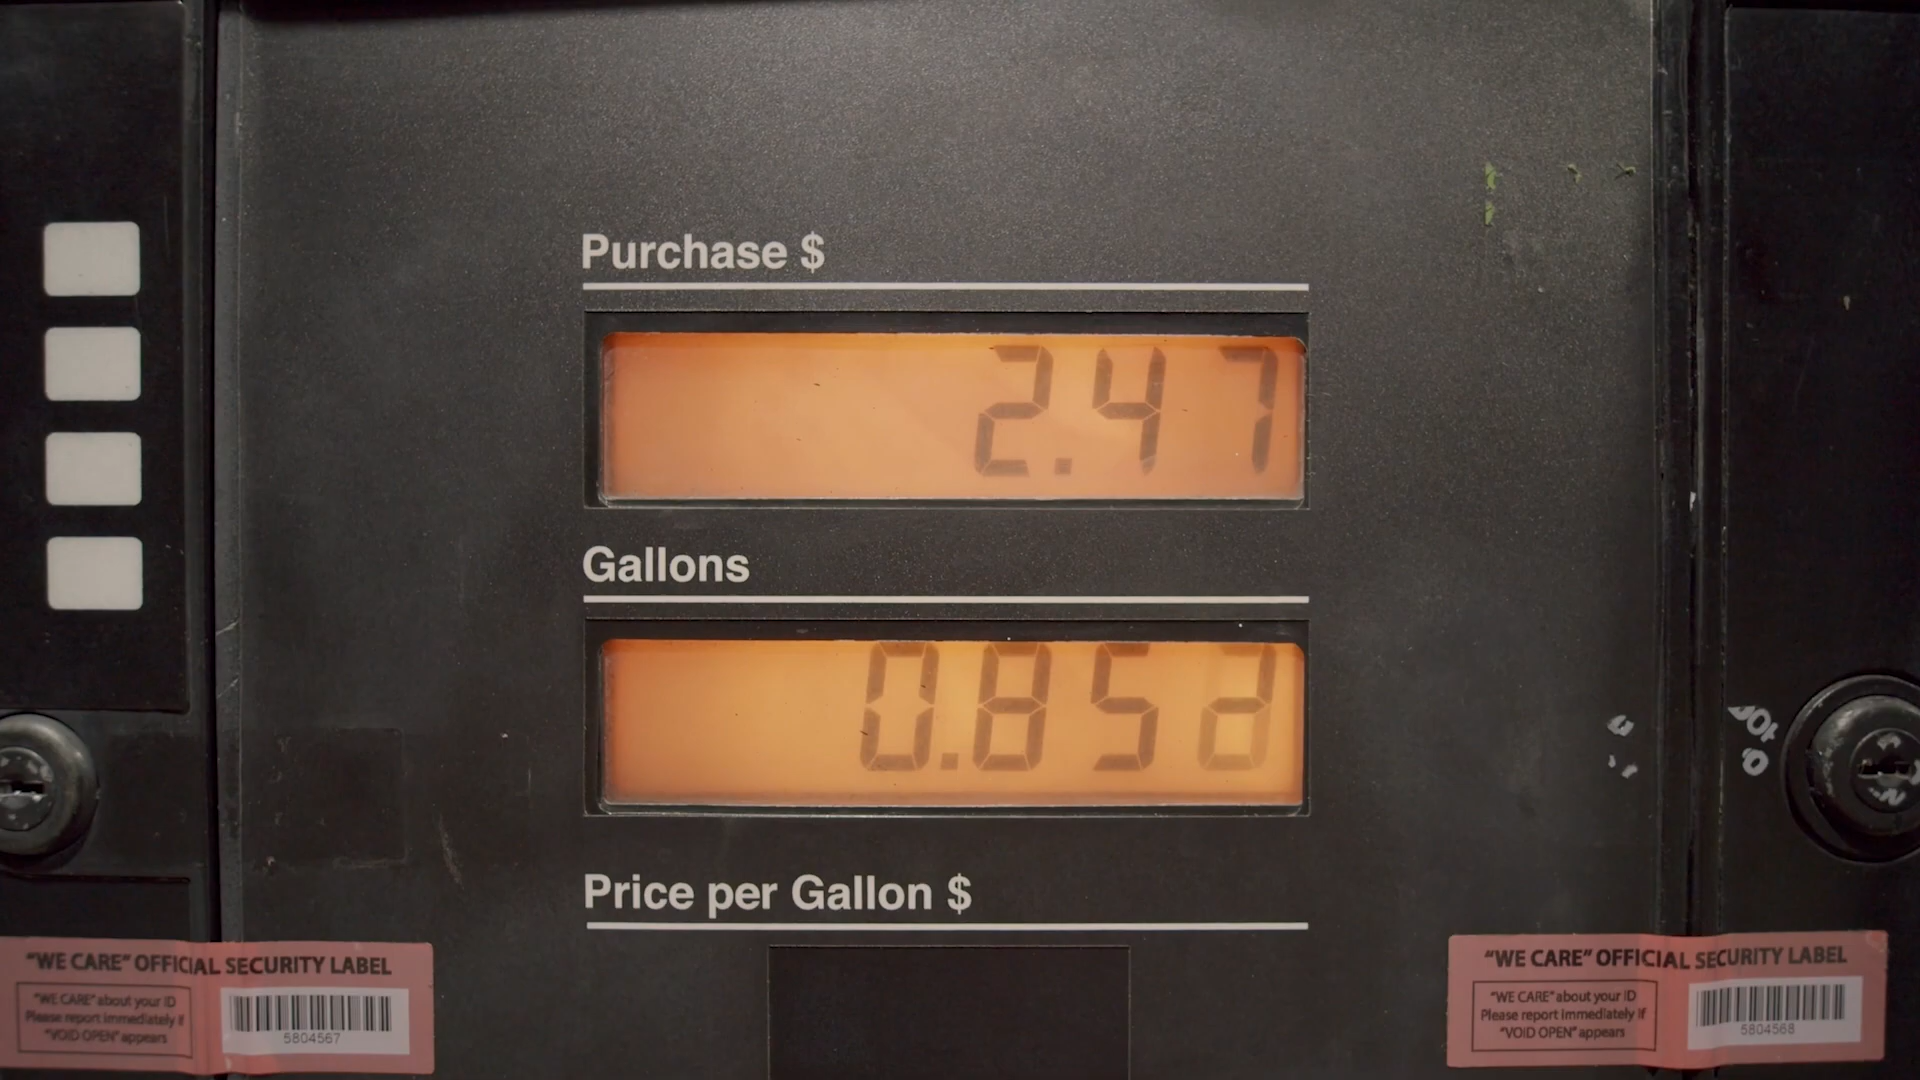 Purchase $
2.47
Gallons
0.85
Price per Gallon $
"WE CARE" OFFICIAL SECURITY LABEL
"WE CARE" about your ID
Please report immediately if
"VOID OPEN" appears
5804567
"WE CARE" OFFICIAL SECURITY LABEL
"WE CARE" about your ID
Please report immediately if
"VOID OPEN" appears
5804568